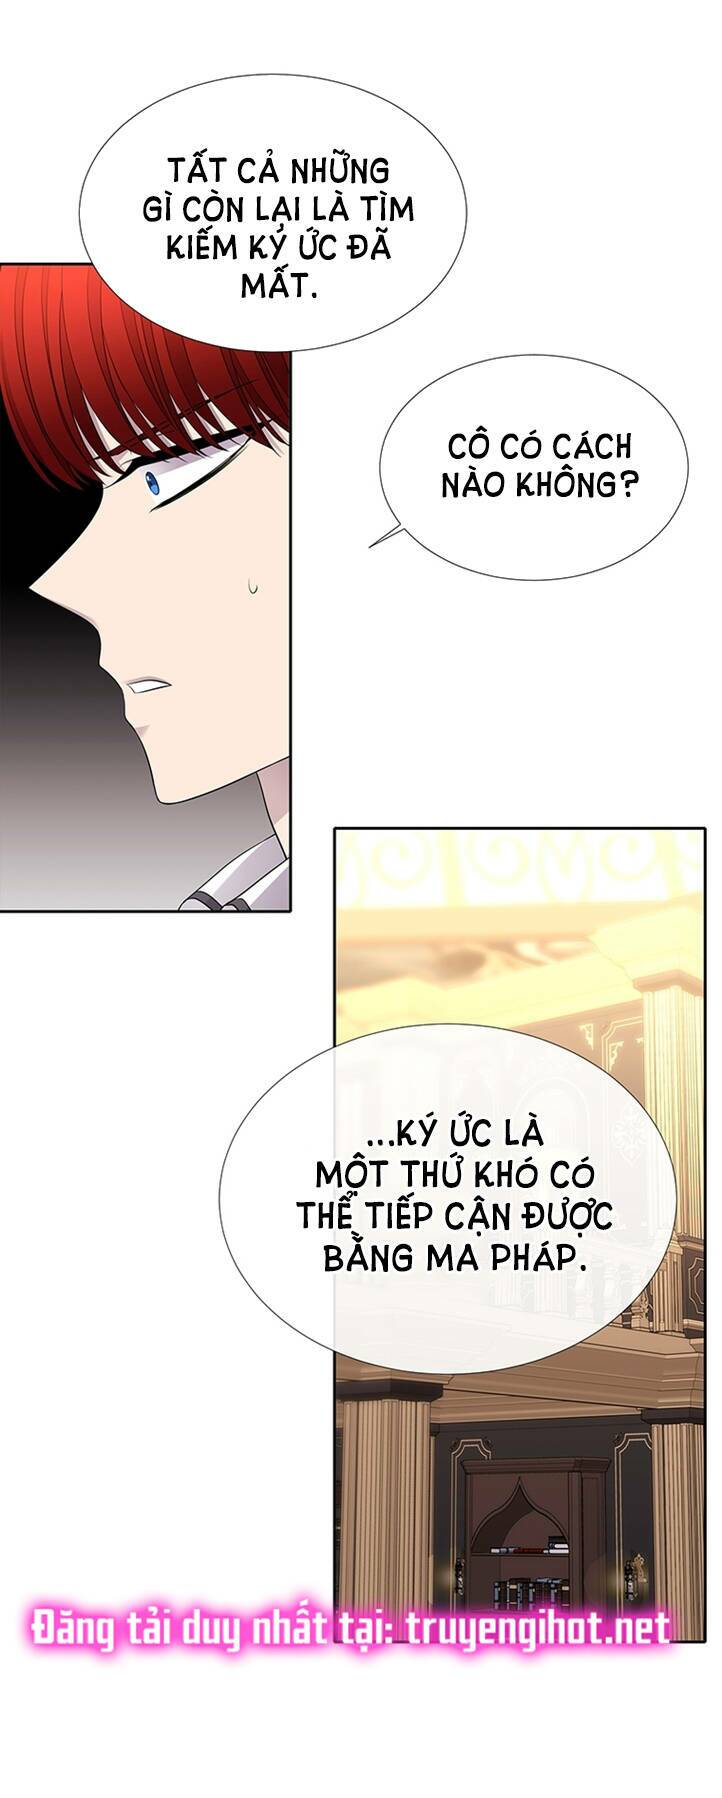 TẤT CẢ NHỮNG
GÌ CÒN LẠI LÀ TÌM
KIẾM KÝ ỨC ĐÃ
MẤT.
CÔ CÓ CÁCH
NÀO KHÔNG?
...KÝ ỨC LÀ
MỘT THỨ KHÓ CÓ
THỂ TIẾP CẬN ĐƯỢC
BẰNG MA PHÁP.
Đăng tải duy nhất tại: truyengihot.net